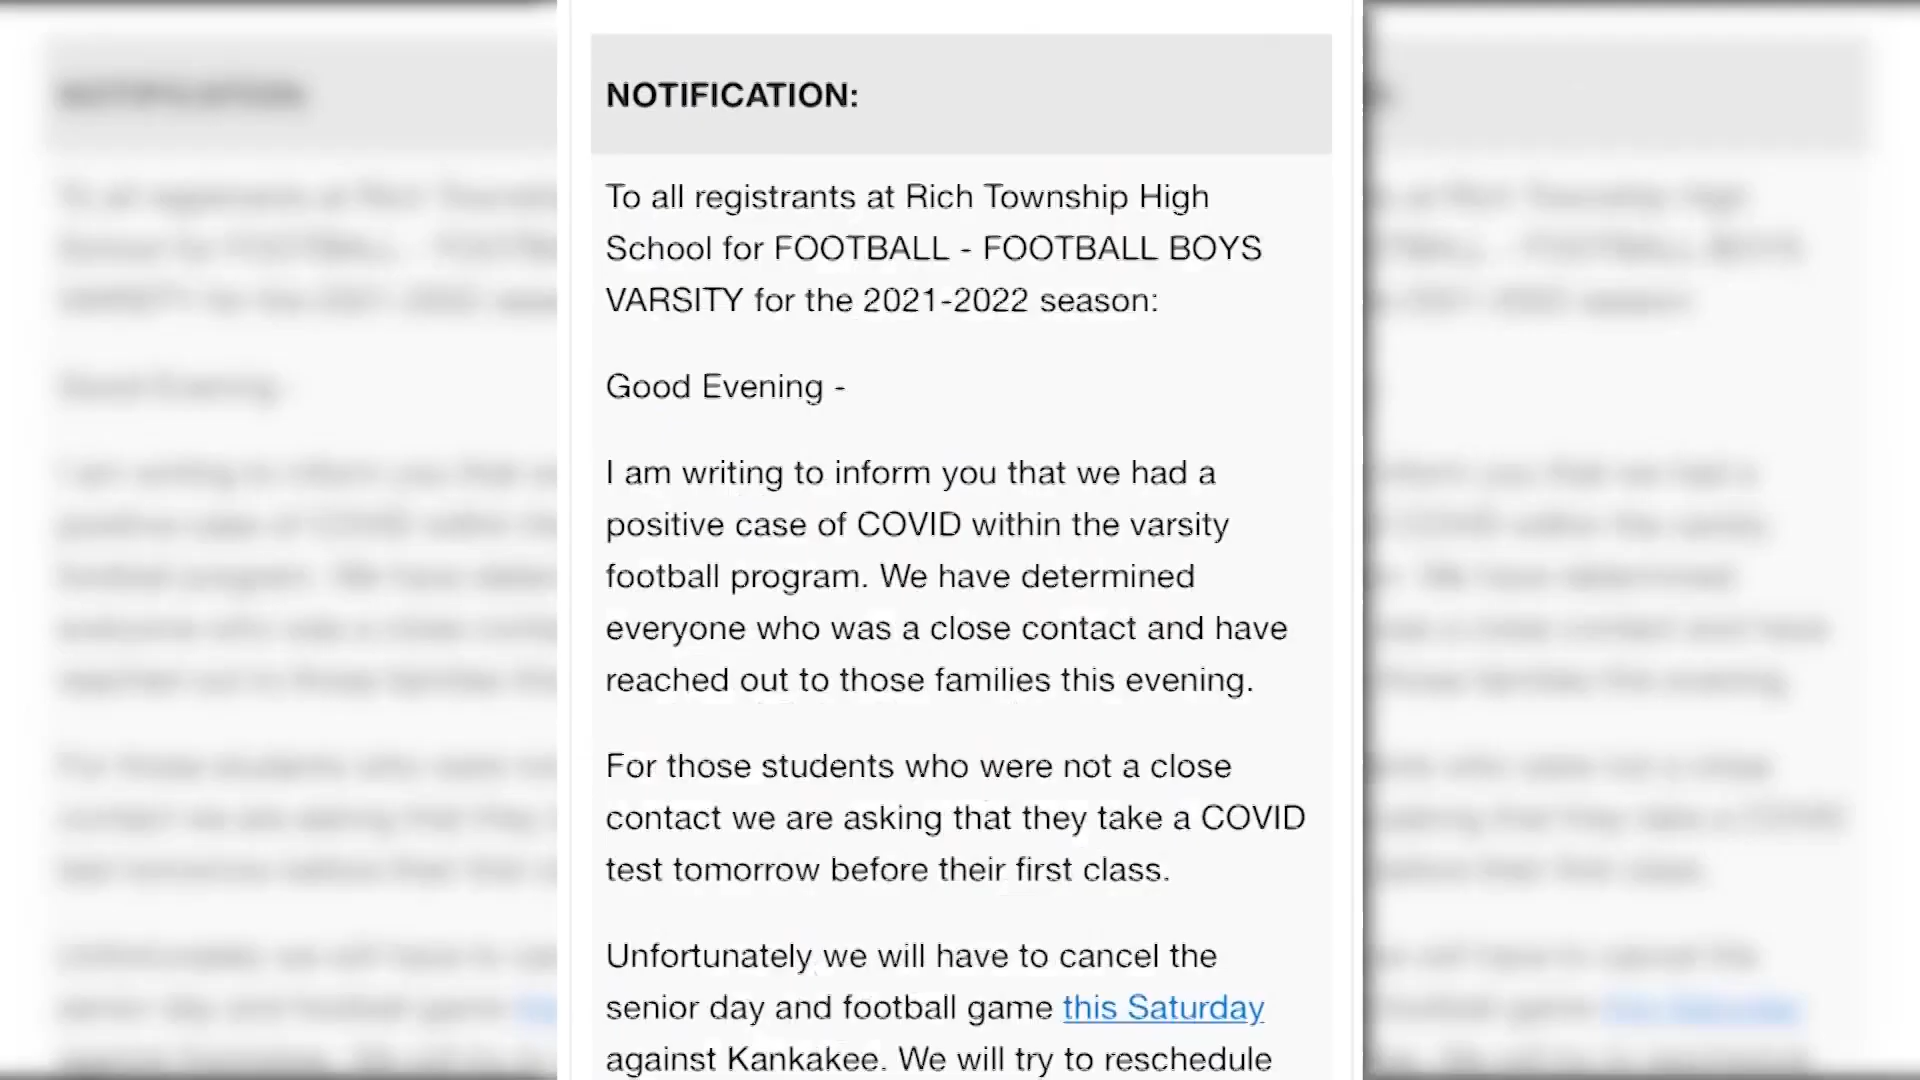 NOTIFICATION:
To all registrants at Rich Township High
School for FOOTBALL - FOOTBALL BOYS
VARSITY for the 2021-2022 season:
Good Evening -
I am writing to inform you that we had a
positive case of COVID within the varsity
football program. We have determined
everyone who was a close contact and have
reached out to those families this evening.
For those students who were not a close
contact we are asking that they take a COVID
test tomorrow before their first class.
Unfortunately we will have to cancel the
senior day and football game this Saturday
against Kankakee. We will try to reschedule